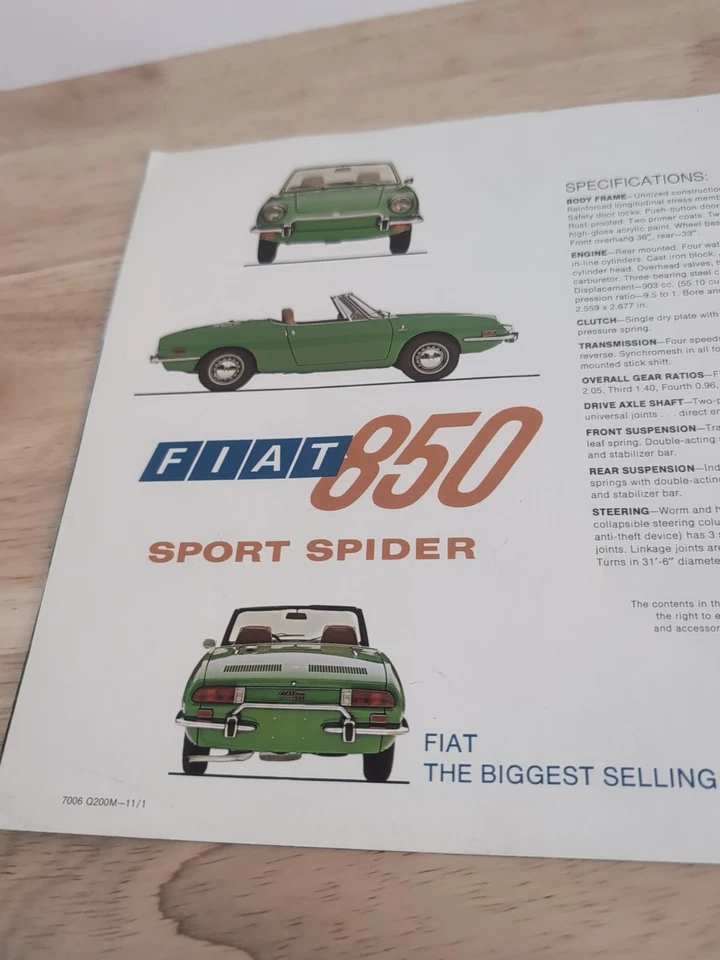 FIAT 850
SPORT SPIDER
FIAT
THE BIGGEST SELLING
7006 Q200M–11/1
SPECIFICATIONS:
BODY FRAME—Unitized construction
Reinforced longitudinal stress memb
Safety door locks. Push-button door
Rust-proofed. Two primer coats. Tw
high-gloss acrylic paint. Wheel bas
Front overhang 36", rear—39"
ENGINE—Rear mounted. Four wat
in-line cylinders. Cast iron block.
cylinder head. Overhead valves,
carburetor. Three-bearing steel c
Displacement—903 cc. (55.10 cu
pression ratio—9.5 to 1. Bore and
2.559 x 2.877 in.
CLUTCH—Single dry plate with
pressure spring.
TRANSMISSION—Four speeds
reverse. Synchromesh in all fo
mounted stick shift.
OVERALL GEAR RATIOS—F
2.05, Third 1.40, Fourth 0.96,
DRIVE AXLE SHAFT—Two-p
universal joints . . . direct en
FRONT SUSPENSION—Tra
leaf spring. Double-acting
and stabilizer bar.
REAR SUSPENSION—Ind
springs with double-acting
and stabilizer bar.
STEERING—Worm and h
collapsible steering colu
anti-theft device) has 3 s
joints. Linkage joints are
Turns in 31'-6" diamete
The contents in th
the right to e
and accessor